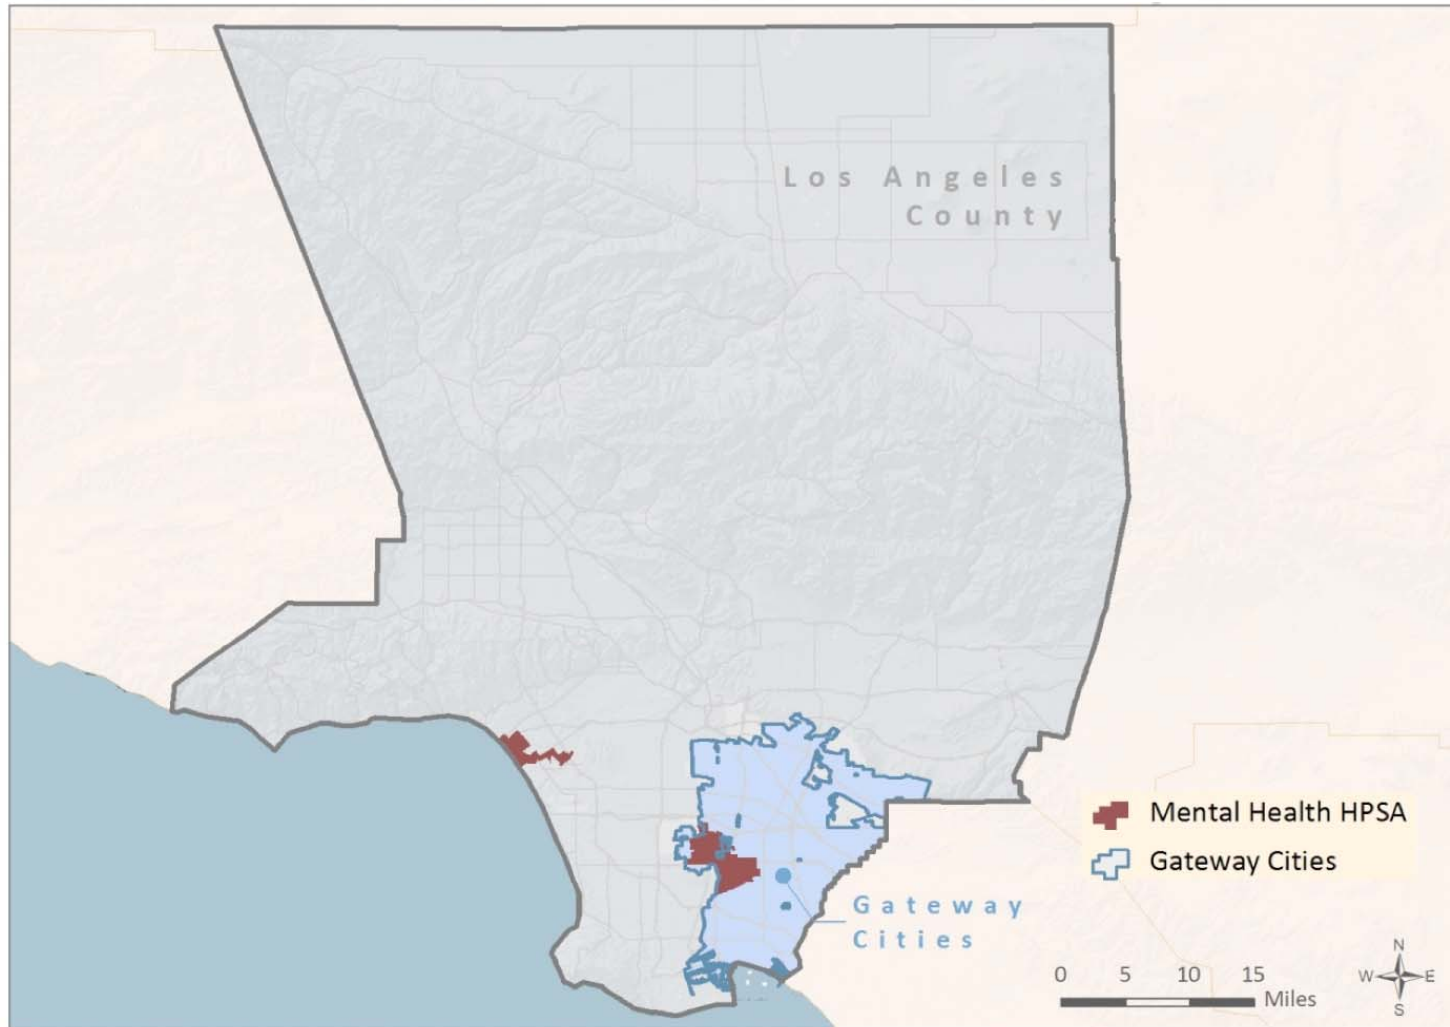 Los Angeles
County
Mental Health HPSA
Gateway Cities
Gateway
Cities
0 5 10 15
Miles
N
W E
S